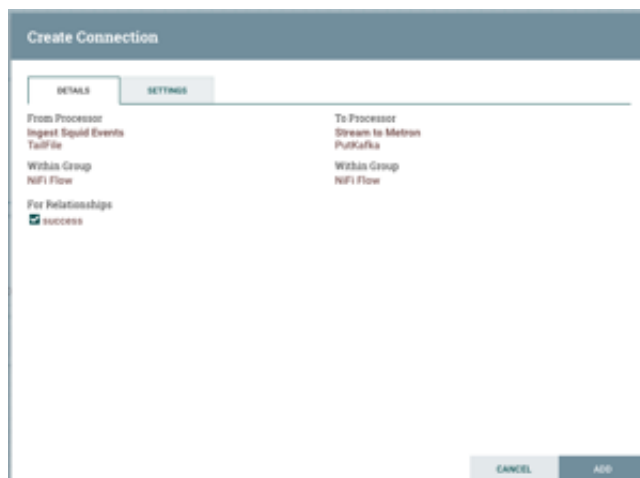 Create Connection
DETAILS
SETTINGS
From Processor
Ingest Squid Events
TailFile
Within Group
NiFi Flow
For Relationships
success
To Processor
Stream to Metron
PutKafka
Within Group
NiFi Flow
CANCEL
ADD